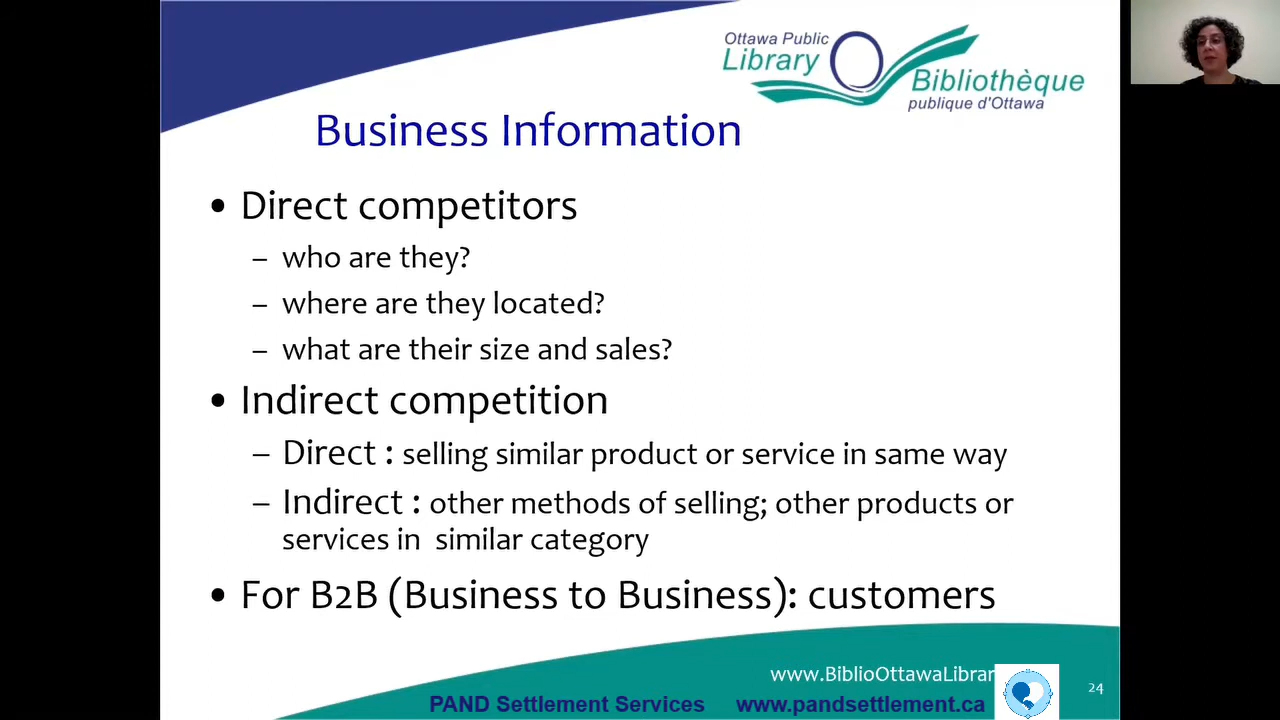 Ottawa Public
Library
Bibliothèque
publique d'Ottawa
Business Information
• Direct competitors
– who are they?
– where are they located?
– what are their size and sales?
• Indirect competition
– Direct : selling similar product or service in same way
– Indirect : other methods of selling; other products or
services in similar category
• For B2B (Business to Business): customers
www.BiblioOttawaLibrar
24
PAND Settlement Services www.pandsettlement.ca